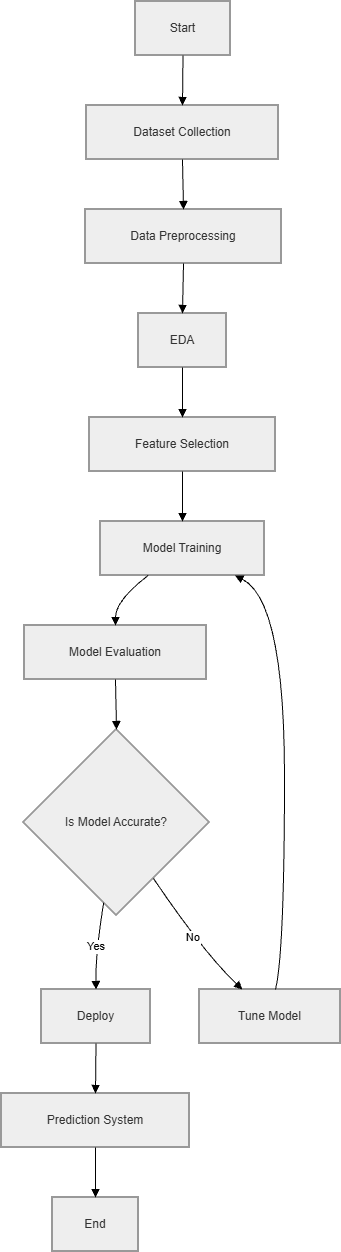 Start
Dataset Collection
Data Preprocessing
EDA
Feature Selection
Model Training
Model Evaluation
Is Model Accurate?
No
Yes
Deploy
Tune Model
Prediction System
End